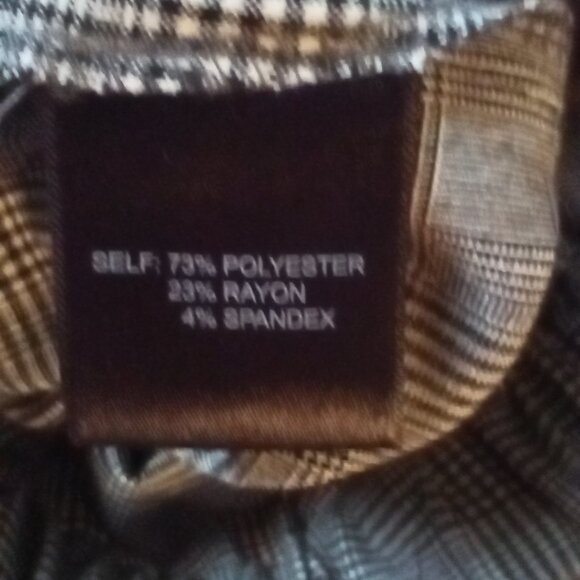 SELF: 73% POLYESTER
23% RAYON
4% SPANDEX